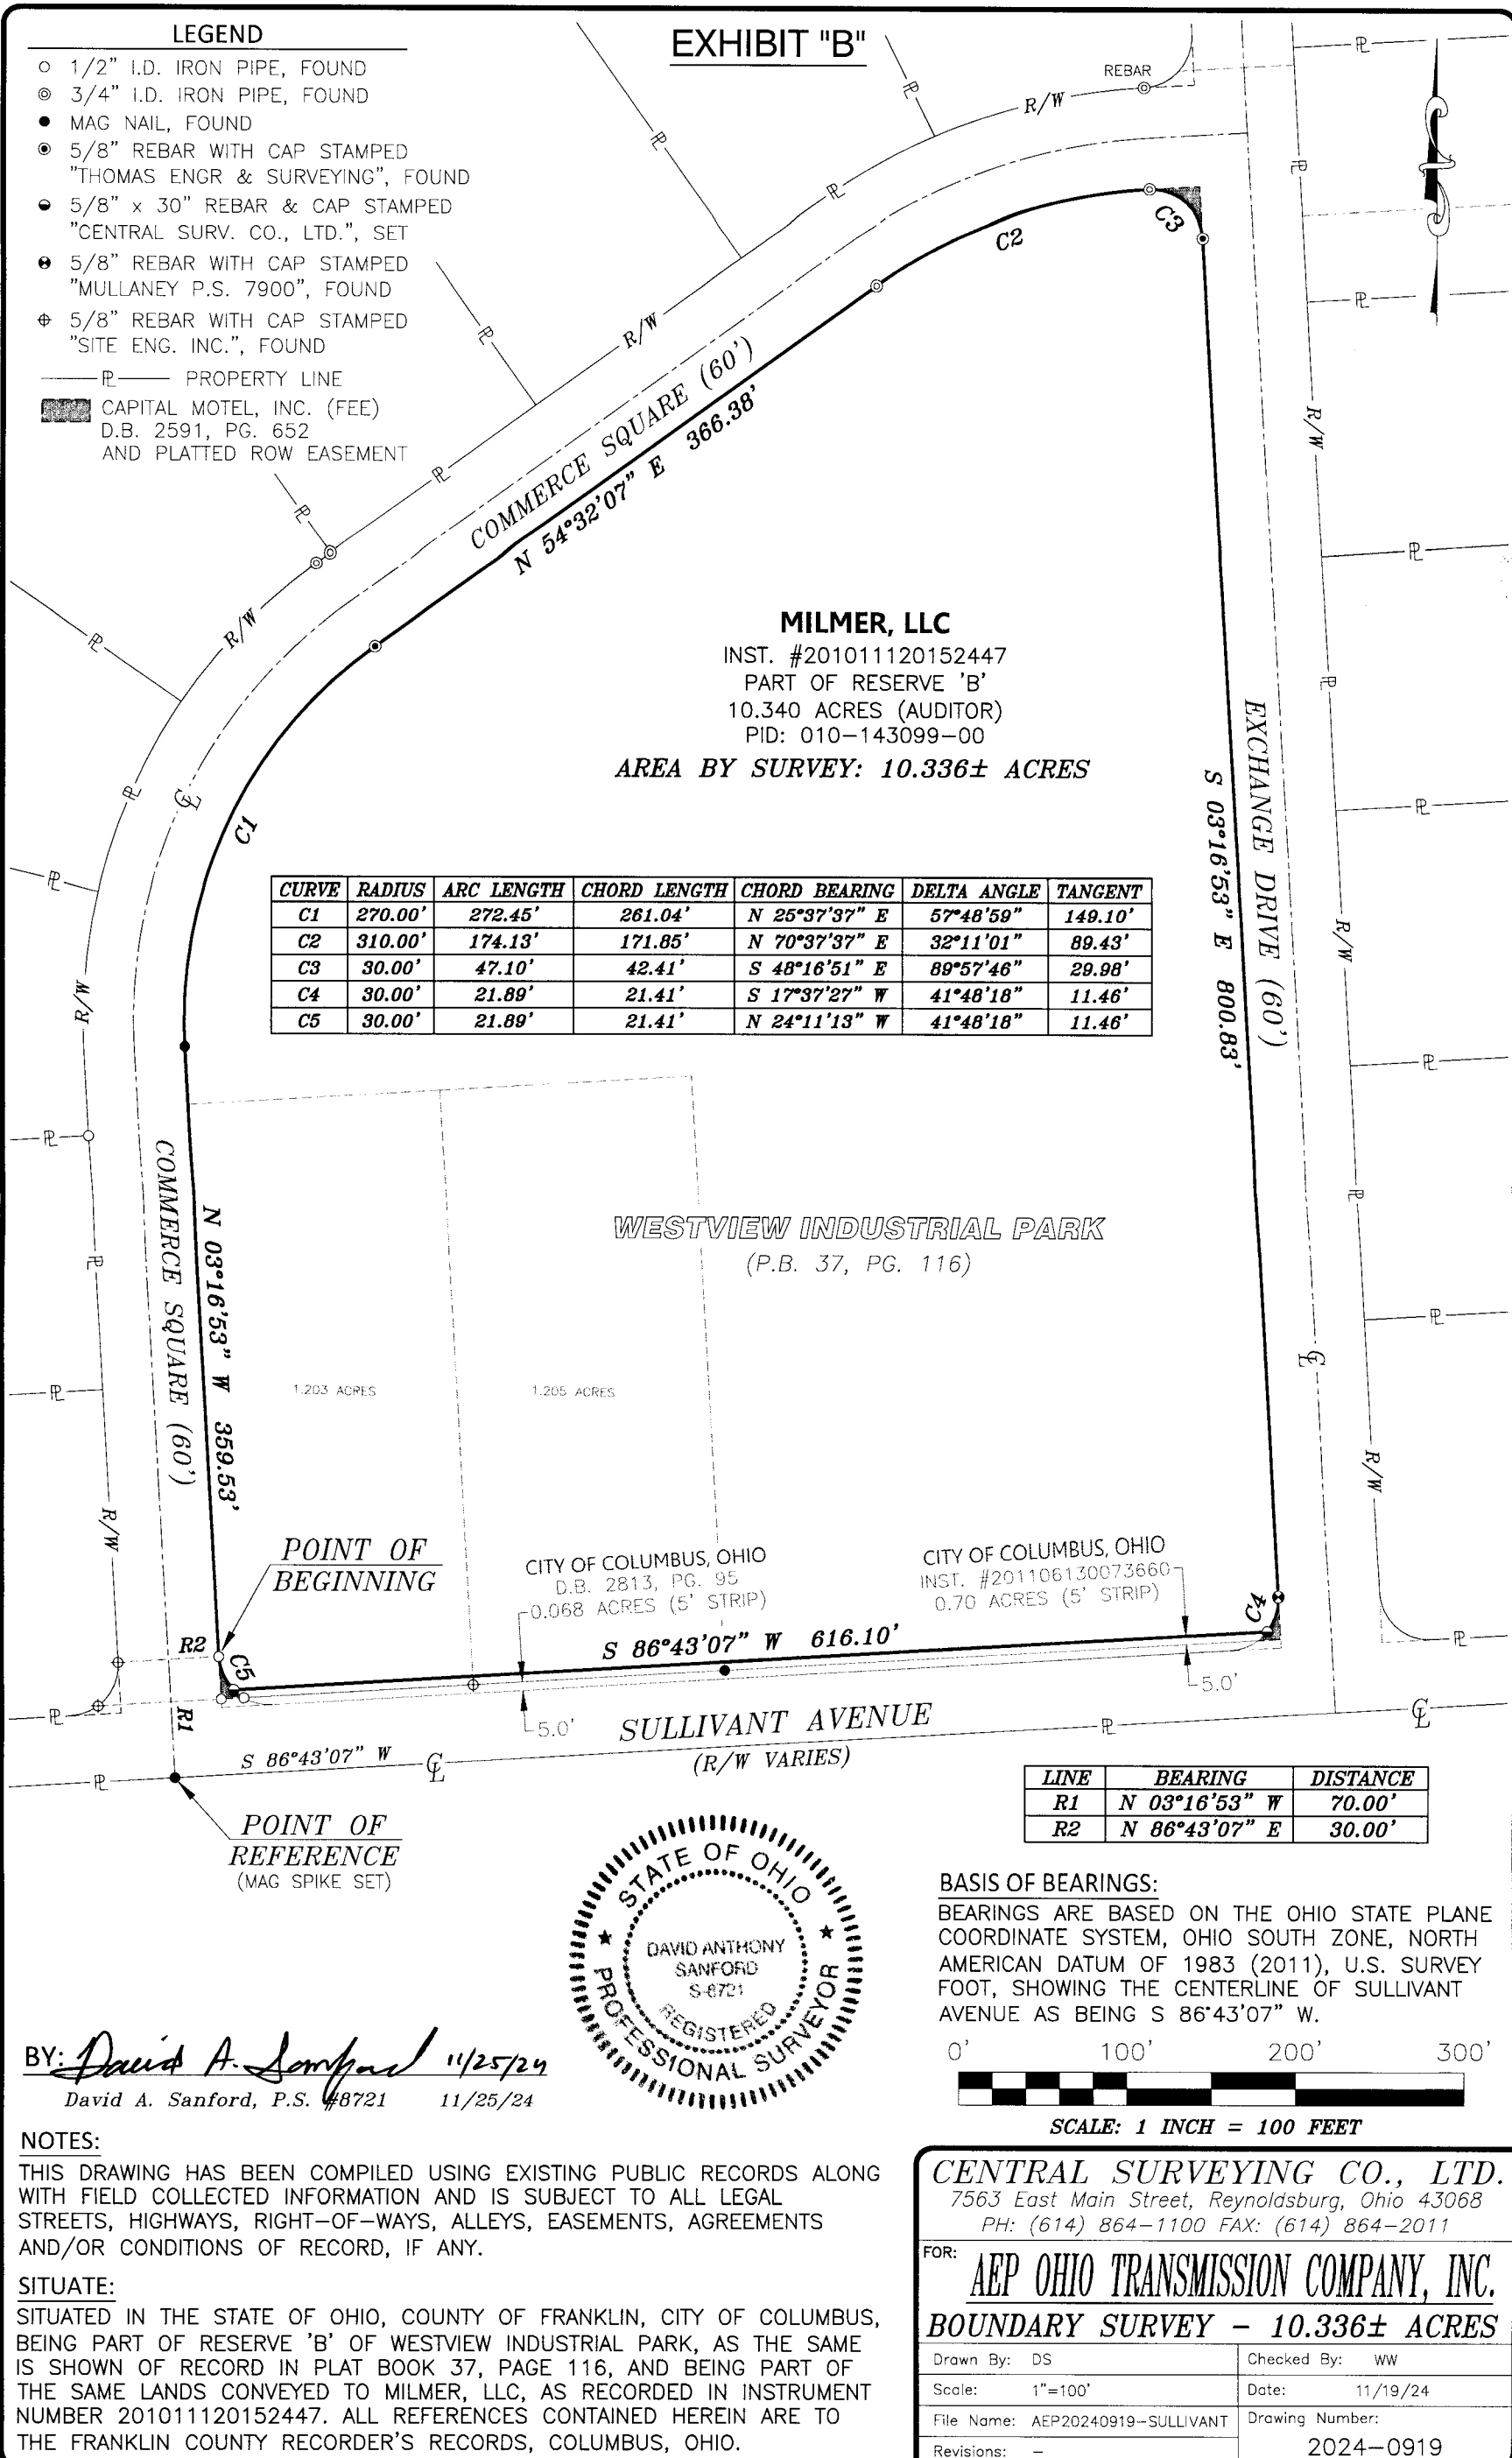 EXHIBIT "B"
LEGEND
1/2" I.D. IRON PIPE, FOUND
3/4" I.D. IRON PIPE, FOUND
MAG NAIL, FOUND
5/8" REBAR WITH CAP STAMPED
"THOMAS ENGR & SURVEYING", FOUND
5/8" x 30" REBAR & CAP STAMPED
"CENTRAL SURV. CO., LTD.", SET
5/8" REBAR WITH CAP STAMPED
"MULLANEY P.S. 7900", FOUND
5/8" REBAR WITH CAP STAMPED
"SITE ENG. INC.", FOUND
PL PROPERTY LINE
CAPITAL MOTEL, INC. (FEE)
D.B. 2591, PG. 652
AND PLATTED ROW EASEMENT
REBAR
R/W
R/W
R/W
C3
C2
C1
COMMERCE SQUARE (60')
N 54°32'07" E 366.38'
MILMER, LLC
INST. #201011120152447
PART OF RESERVE 'B'
10.340 ACRES (AUDITOR)
PID: 010-143099-00
AREA BY SURVEY: 10.336± ACRES
R/W
EXCHANGE DRIVE (60')
S 03°16'53" E 800.83'
R/W
R/W
CURVE RADIUS ARC LENGTH CHORD LENGTH CHORD BEARING DELTA ANGLE TANGENT
C1 270.00' 272.45' 261.04' N 25°37'37" E 57°48'59" 149.10'
C2 310.00' 174.13' 171.85' N 70°37'37" E 32°11'01" 89.43'
C3 30.00' 47.10' 42.41' S 48°16'51" E 89°57'46" 29.98'
C4 30.00' 21.89' 21.41' S 17°37'27" W 41°48'18" 11.46'
C5 30.00' 21.89' 21.41' N 24°11'13" W 41°48'18" 11.46'
R/W
COMMERCE SQUARE (60')
N 03°16'53" W 359.53'
R/W
WESTVIEW INDUSTRIAL PARK
(P.B. 37, PG. 116)
1.203 ACRES
1.205 ACRES
POINT OF
BEGINNING
CITY OF COLUMBUS, OHIO
D.B. 2813, PG. 95
0.068 ACRES (5' STRIP)
CITY OF COLUMBUS, OHIO
INST. #201106130073660
0.70 ACRES (5' STRIP)
C4
R2
C5
R1
S 86°43'07" W 616.10'
5.0'
5.0'
SULLIVANT AVENUE
(R/W VARIES)
S 86°43'07" W
POINT OF
REFERENCE
(MAG SPIKE SET)
LINE BEARING DISTANCE
R1 N 03°16'53" W 70.00'
R2 N 86°43'07" E 30.00'
STATE OF OHIO
DAVID ANTHONY
SANFORD
S-8721
REGISTERED
PROFESSIONAL SURVEYOR
BASIS OF BEARINGS:
BEARINGS ARE BASED ON THE OHIO STATE PLANE
COORDINATE SYSTEM, OHIO SOUTH ZONE, NORTH
AMERICAN DATUM OF 1983 (2011), U.S. SURVEY
FOOT, SHOWING THE CENTERLINE OF SULLIVANT
AVENUE AS BEING S 86°43'07" W.
0' 100' 200' 300'
SCALE: 1 INCH = 100 FEET
BY: David A. Sanford 11/25/24
David A. Sanford, P.S. #8721 11/25/24
NOTES:
THIS DRAWING HAS BEEN COMPILED USING EXISTING PUBLIC RECORDS ALONG
WITH FIELD COLLECTED INFORMATION AND IS SUBJECT TO ALL LEGAL
STREETS, HIGHWAYS, RIGHT-OF-WAYS, ALLEYS, EASEMENTS, AGREEMENTS
AND/OR CONDITIONS OF RECORD, IF ANY.
SITUATE:
SITUATED IN THE STATE OF OHIO, COUNTY OF FRANKLIN, CITY OF COLUMBUS,
BEING PART OF RESERVE 'B' OF WESTVIEW INDUSTRIAL PARK, AS THE SAME
IS SHOWN OF RECORD IN PLAT BOOK 37, PAGE 116, AND BEING PART OF
THE SAME LANDS CONVEYED TO MILMER, LLC, AS RECORDED IN INSTRUMENT
NUMBER 201011120152447. ALL REFERENCES CONTAINED HEREIN ARE TO
THE FRANKLIN COUNTY RECORDER'S RECORDS, COLUMBUS, OHIO.
CENTRAL SURVEYING CO., LTD.
7563 East Main Street, Reynoldsburg, Ohio 43068
PH: (614) 864-1100 FAX: (614) 864-2011
FOR: AEP OHIO TRANSMISSION COMPANY, INC.
BOUNDARY SURVEY - 10.336± ACRES
Drawn By: DS Checked By: WW
Scale: 1"=100' Date: 11/19/24
File Name: AEP20240919-SULLIVANT Drawing Number:
Revisions: - 2024-0919